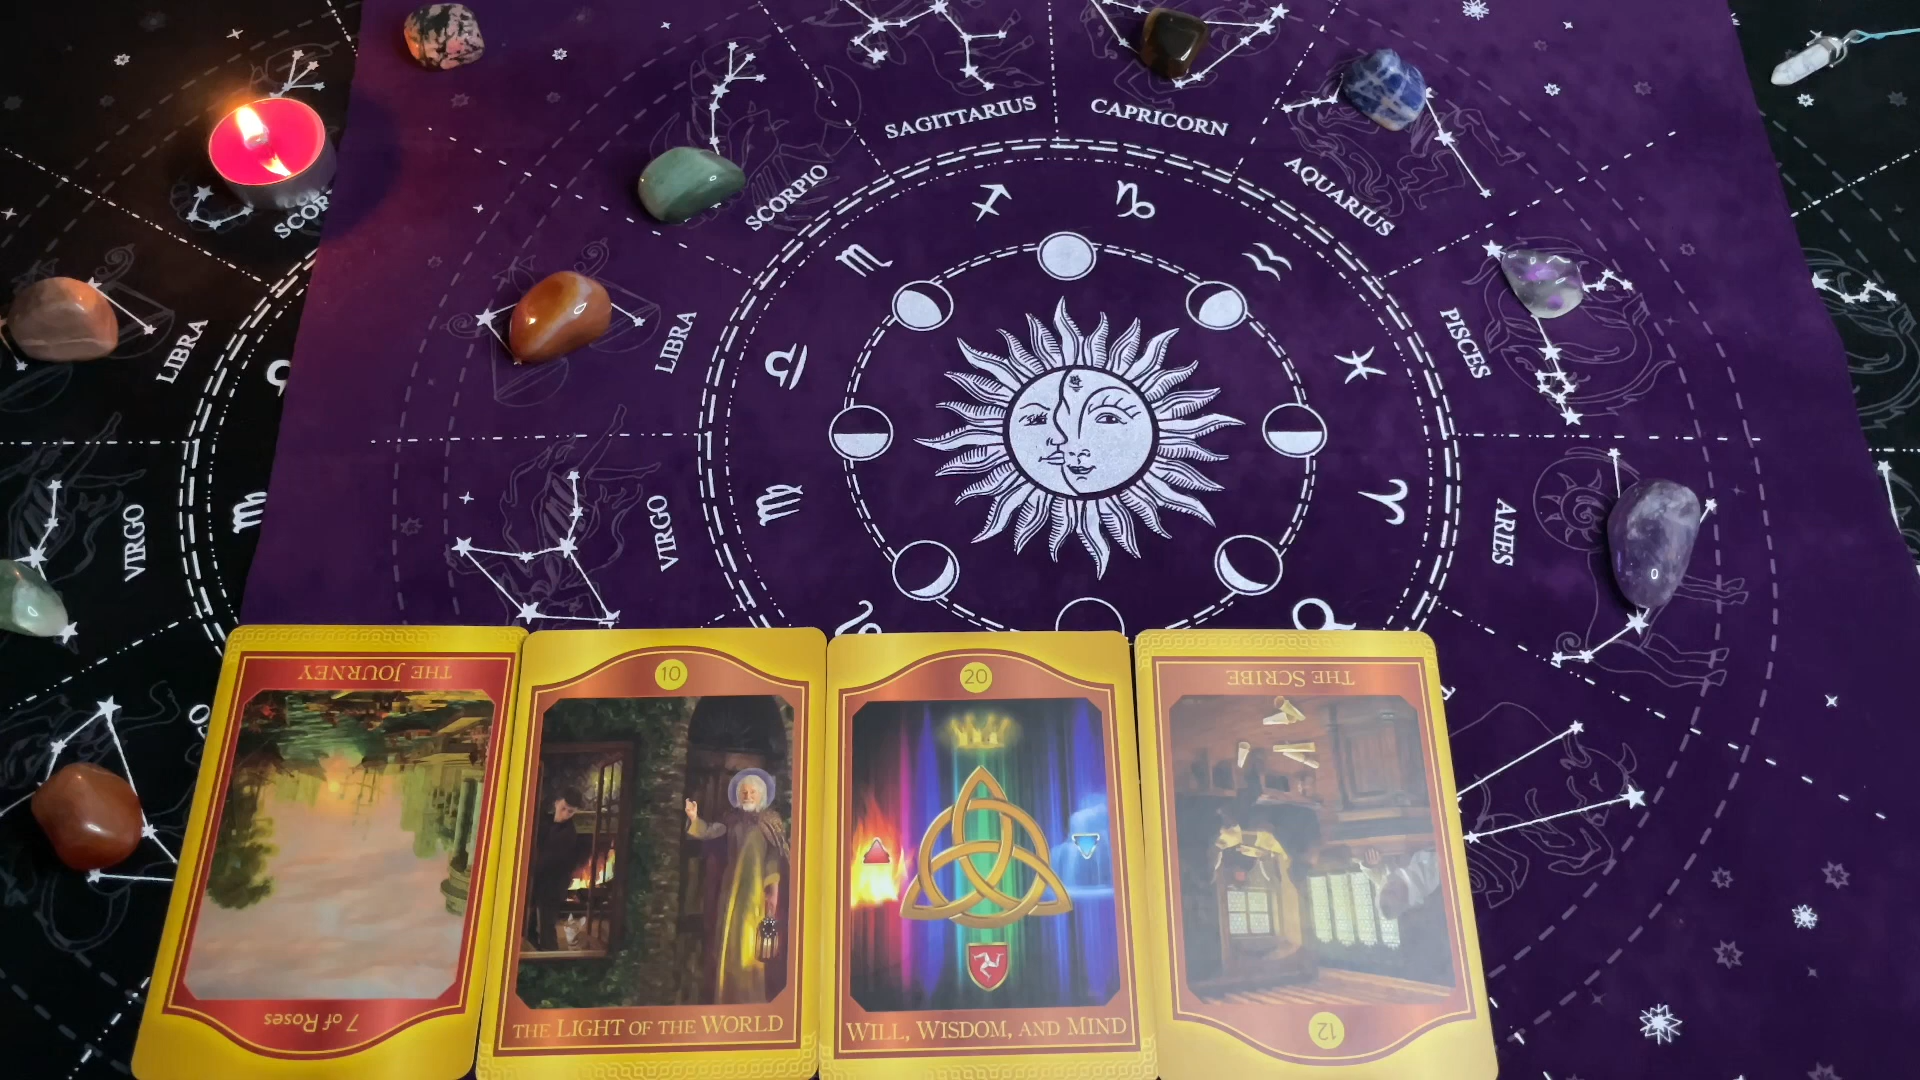 SAGITTARIUS
CAPRICORN
SCORPIO
AQUARIUS
SCOR
LIBRA
LIBRA
PISCES
VIRGO
VIRGO
ARIES
THE JOURNEY
10
20
THE SCRIBE
7 of Roses
THE LIGHT OF THE WORLD
WILL, WISDOM, AND MIND
12